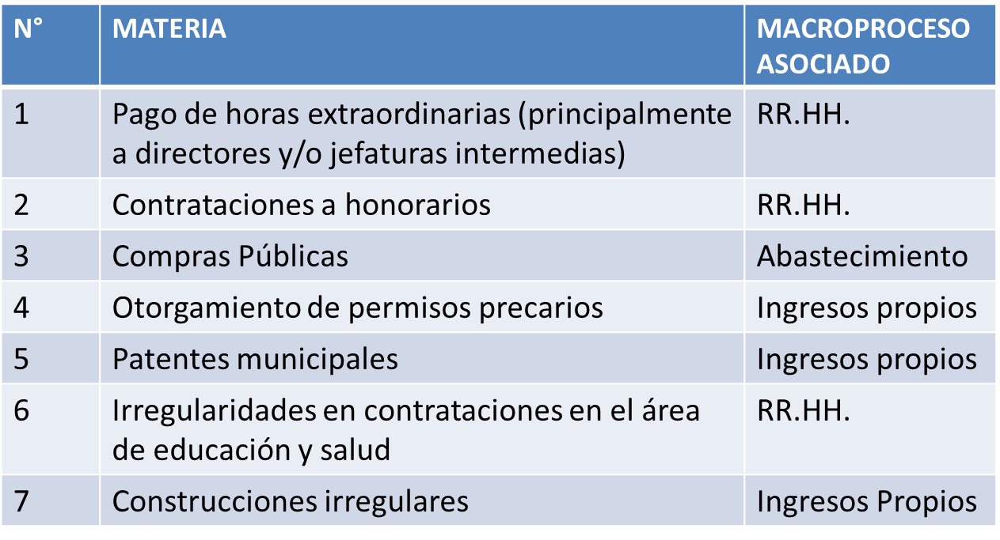 N° MATERIA MACROPROCESO
ASOCIADO
1 Pago de horas extraordinarias (principalmente RR.HH.
a directores y/o jefaturas intermedias)
2 Contrataciones a honorarios RR.HH.
3 Compras Públicas Abastecimiento
4 Otorgamiento de permisos precarios Ingresos propios
5 Patentes municipales Ingresos propios
6 Irregularidades en contrataciones en el área RR.HH.
de educación y salud
7 Construcciones irregulares Ingresos Propios